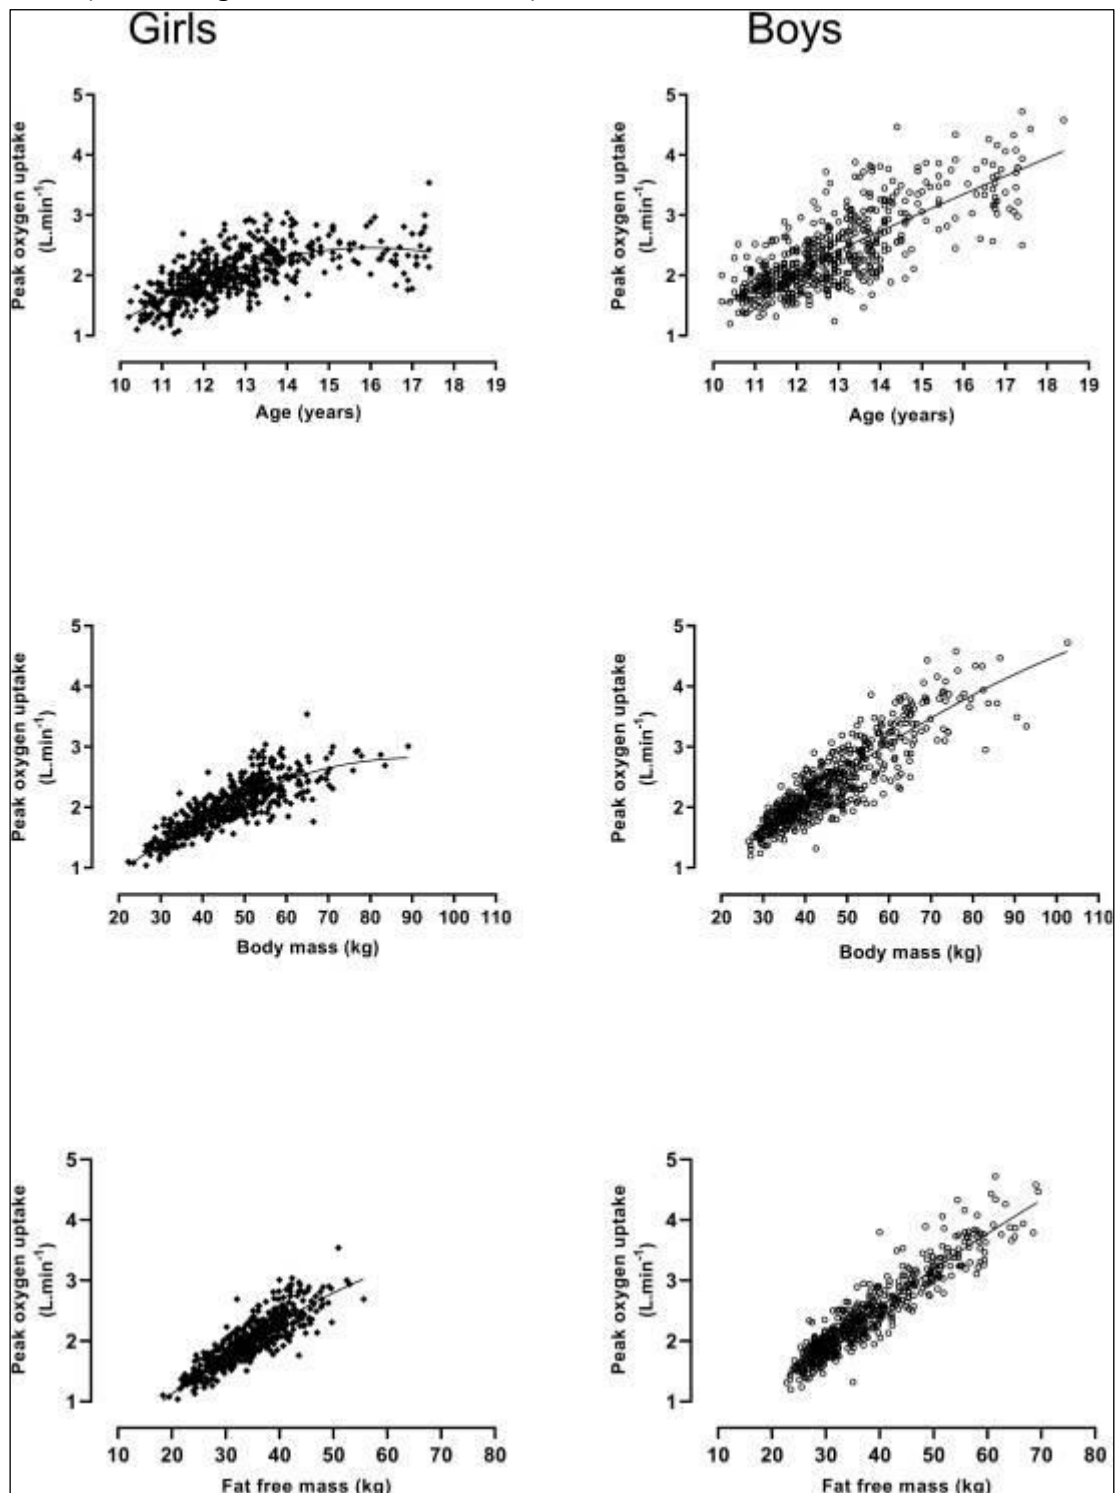 Girls
Boys
5
4
3
2
1
Peak oxygen uptake
(L.min⁻¹)
10 11 12 13 14 15 16 17 18 19
Age (years)
5
4
3
2
1
Peak oxygen uptake
(L.min⁻¹)
10 11 12 13 14 15 16 17 18 19
Age (years)
5
4
3
2
1
Peak oxygen uptake
(L.min⁻¹)
20 30 40 50 60 70 80 90 100 110
Body mass (kg)
5
4
3
2
1
Peak oxygen uptake
(L.min⁻¹)
20 30 40 50 60 70 80 90 100 110
Body mass (kg)
5
4
3
2
1
Peak oxygen uptake
(L.min⁻¹)
10 20 30 40 50 60 70 80
Fat free mass (kg)
5
4
3
2
1
Peak oxygen uptake
(L.min⁻¹)
10 20 30 40 50 60 70 80
Fat free mass (kg)